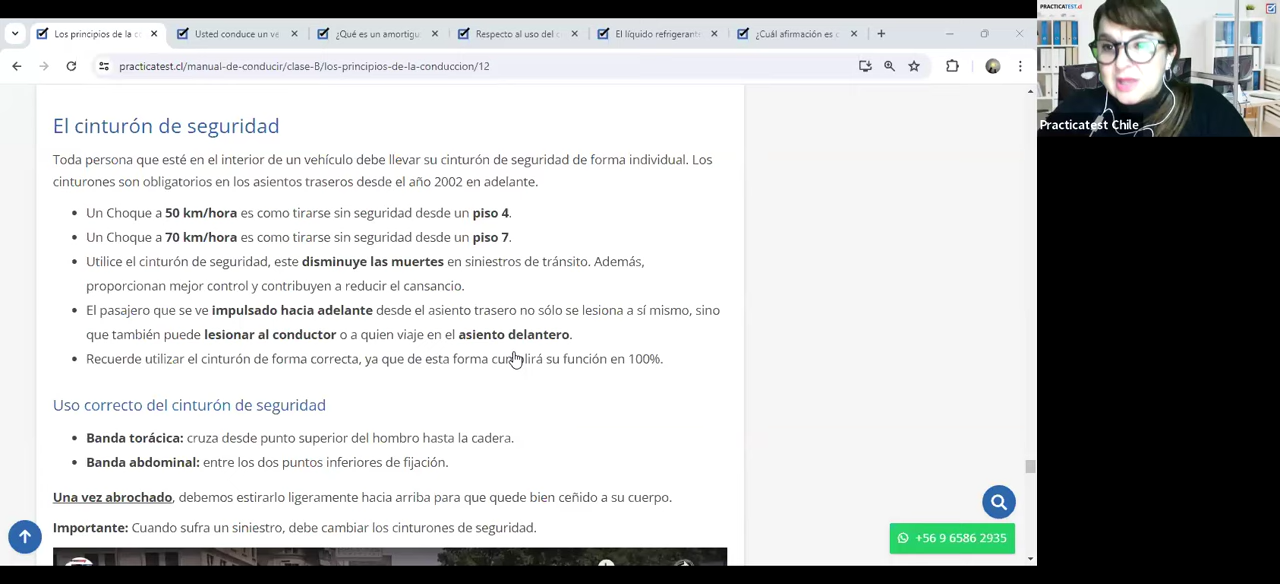 Los principios de la c
Usted conduce un ve
¿Qué es un amortigu
Respecto al uso del c
El líquido refrigerant
¿Cuál afirmación es c
practicatest.cl/manual-de-conducir/clase-B/los-principios-de-la-conduccion/12
PRACTICATEST.cl
Practicatest Chile
El cinturón de seguridad
Toda persona que esté en el interior de un vehículo debe llevar su cinturón de seguridad de forma individual. Los
cinturones son obligatorios en los asientos traseros desde el año 2002 en adelante.
Un Choque a 50 km/hora es como tirarse sin seguridad desde un piso 4.
Un Choque a 70 km/hora es como tirarse sin seguridad desde un piso 7.
Utilice el cinturón de seguridad, este disminuye las muertes en siniestros de tránsito. Además,
proporcionan mejor control y contribuyen a reducir el cansancio.
El pasajero que se ve impulsado hacia adelante desde el asiento trasero no sólo se lesiona a sí mismo, sino
que también puede lesionar al conductor o a quien viaje en el asiento delantero.
Recuerde utilizar el cinturón de forma correcta, ya que de esta forma cumplirá su función en 100%.
Uso correcto del cinturón de seguridad
Banda torácica: cruza desde punto superior del hombro hasta la cadera.
Banda abdominal: entre los dos puntos inferiores de fijación.
Una vez abrochado, debemos estirarlo ligeramente hacia arriba para que quede bien ceñido a su cuerpo.
Importante: Cuando sufra un siniestro, debe cambiar los cinturones de seguridad.
+56 9 6586 2935